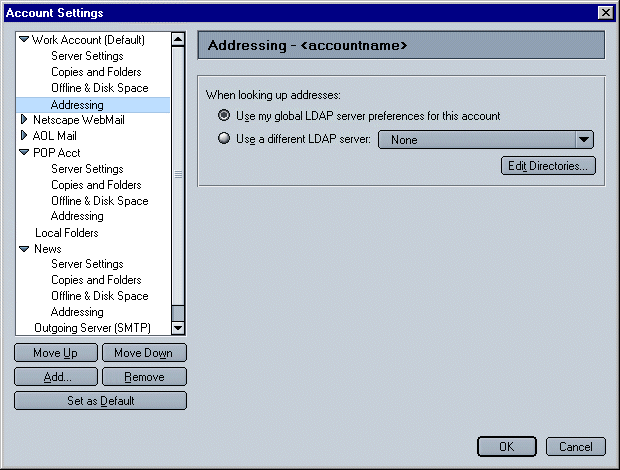 Account Settings
Work Account (Default)
Server Settings
Copies and Folders
Offline & Disk Space
Addressing
Netscape WebMail
AOL Mail
POP Acct
Server Settings
Copies and Folders
Offline & Disk Space
Addressing
Local Folders
News
Server Settings
Copies and Folders
Offline & Disk Space
Addressing
Outgoing Server (SMTP)
Move Up
Move Down
Add...
Remove
Set as Default
Addressing - <accountname>
When looking up addresses:
Use my global LDAP server preferences for this account
Use a different LDAP server: None
Edit Directories...
OK
Cancel